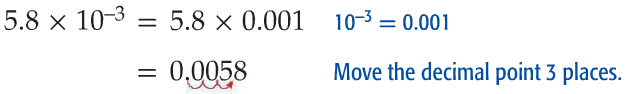 5.8 × 10⁻³ = 5.8 × 0.001 10⁻³ = 0.001
= 0.0058 Move the decimal point 3 places.